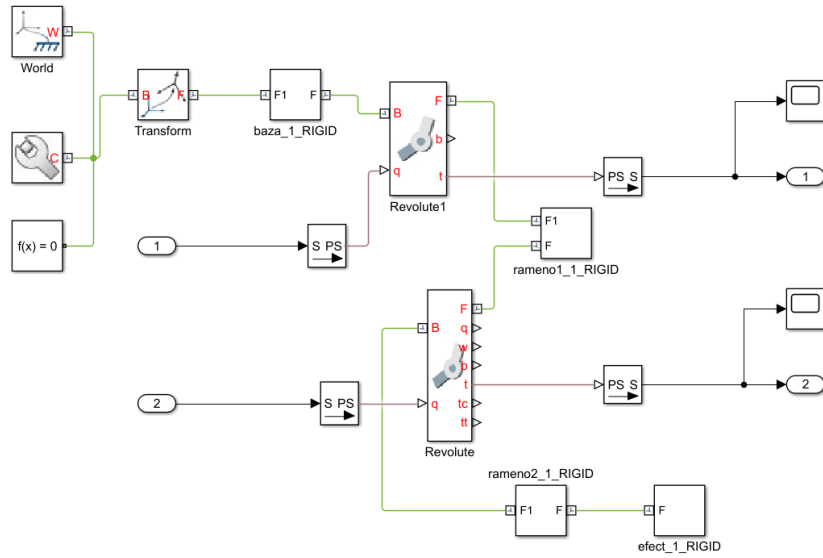 W
World
C
f(x) = 0
B F
Transform
F1 F
baza_1_RIGID
B F
b
q
t
Revolute1
PS S
1
1
S PS
F1
F
rameno1_1_RIGID
F
B q
w
b
t
q tc
tt
Revolute
PS S
2
2
S PS
rameno2_1_RIGID
F1 F
F
efect_1_RIGID